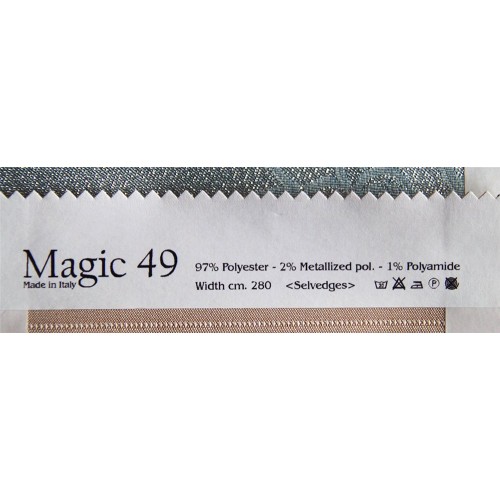 Magic 49
Made in Italy
97% Polyester - 2% Metallized pol. - 1% Polyamide
Width cm. 280 <Selvedges>